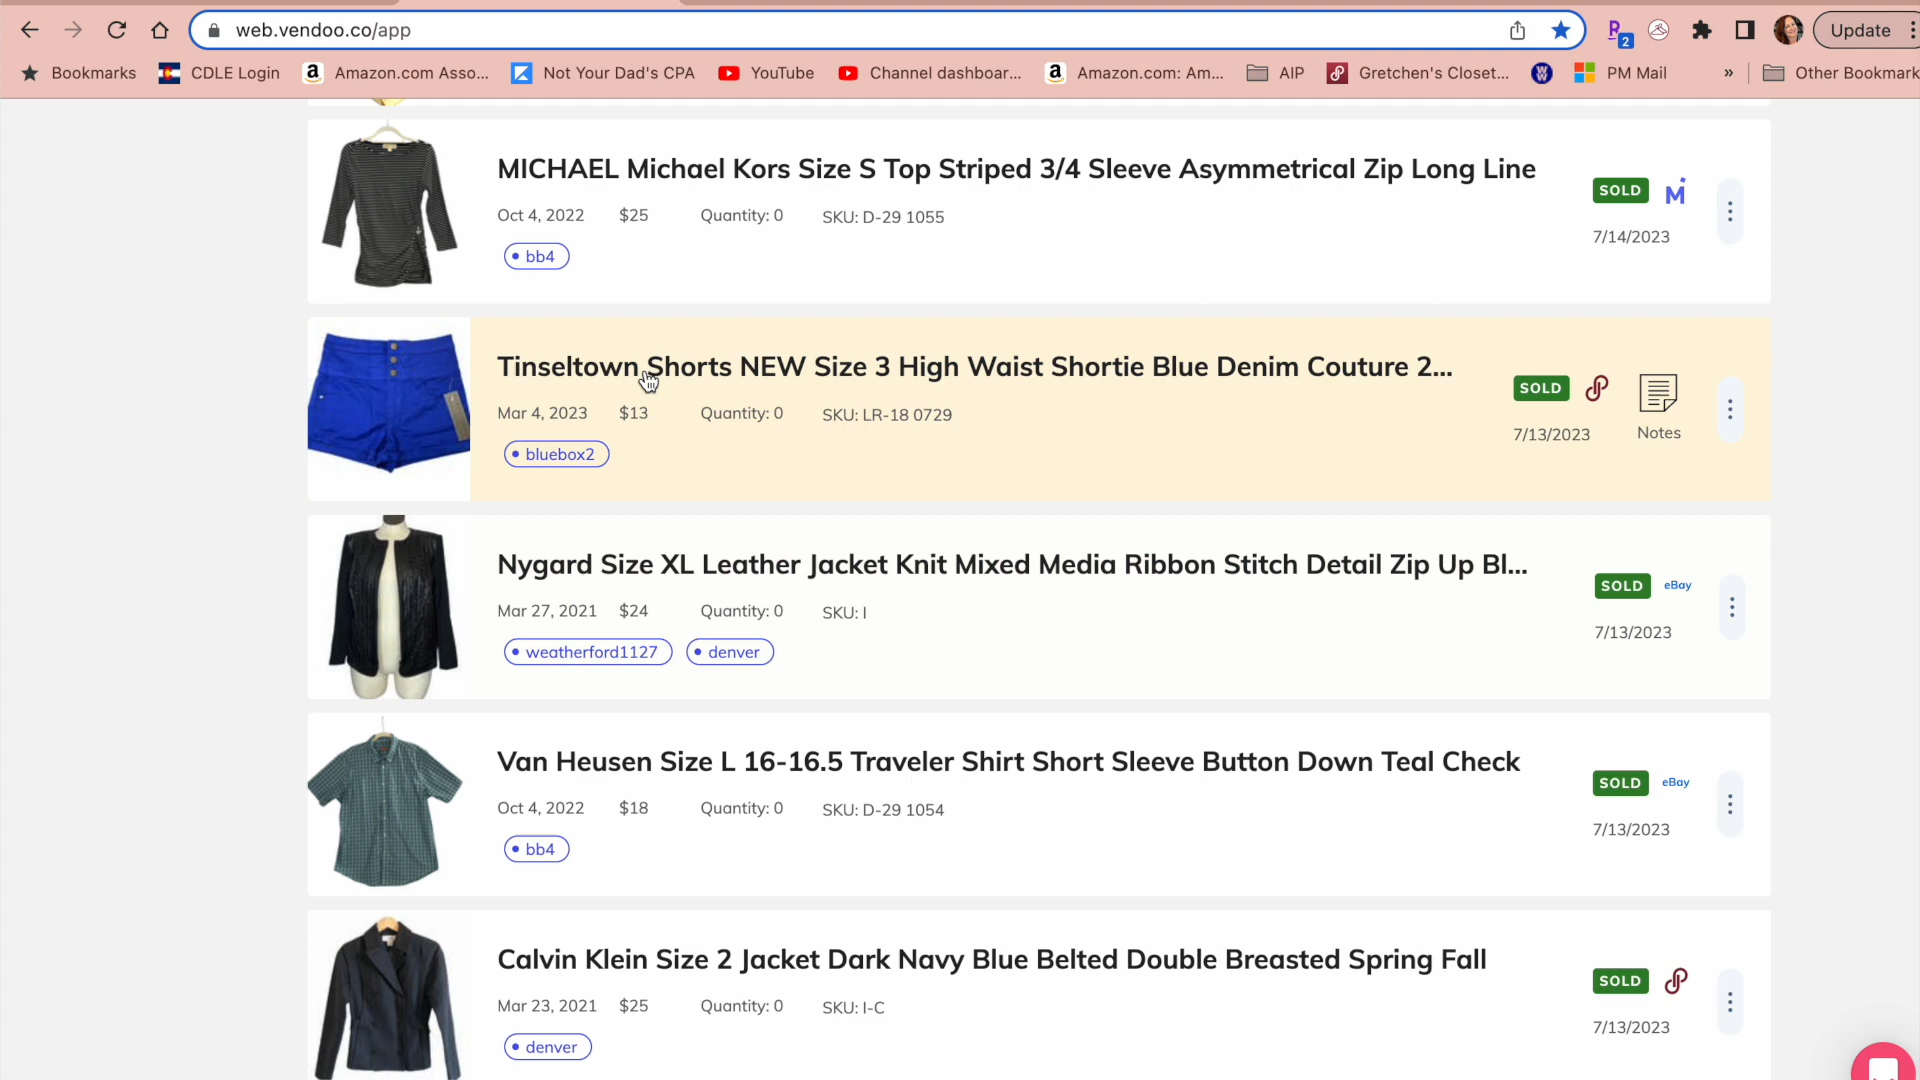 web.vendoo.co/app
2
Update
Bookmarks
CDLE Login
Amazon.com Asso...
Not Your Dad's CPA
YouTube
Channel dashboar...
Amazon.com: Am...
AIP
Gretchen's Closet...
PM Mail
»
Other Bookmark
MICHAEL Michael Kors Size S Top Striped 3/4 Sleeve Asymmetrical Zip Long Line
SOLD
Oct 4, 2022 $25 Quantity: 0 SKU: D-29 1055
7/14/2023
bb4
Tinseltown Shorts NEW Size 3 High Waist Shortie Blue Denim Couture 2...
SOLD
Mar 4, 2023 $13 Quantity: 0 SKU: LR-18 0729
7/13/2023
Notes
bluebox2
Nygard Size XL Leather Jacket Knit Mixed Media Ribbon Stitch Detail Zip Up Bl...
SOLD eBay
Mar 27, 2021 $24 Quantity: 0 SKU: I
7/13/2023
weatherford1127
denver
Van Heusen Size L 16-16.5 Traveler Shirt Short Sleeve Button Down Teal Check
SOLD eBay
Oct 4, 2022 $18 Quantity: 0 SKU: D-29 1054
7/13/2023
bb4
Calvin Klein Size 2 Jacket Dark Navy Blue Belted Double Breasted Spring Fall
SOLD
Mar 23, 2021 $25 Quantity: 0 SKU: I-C
7/13/2023
denver